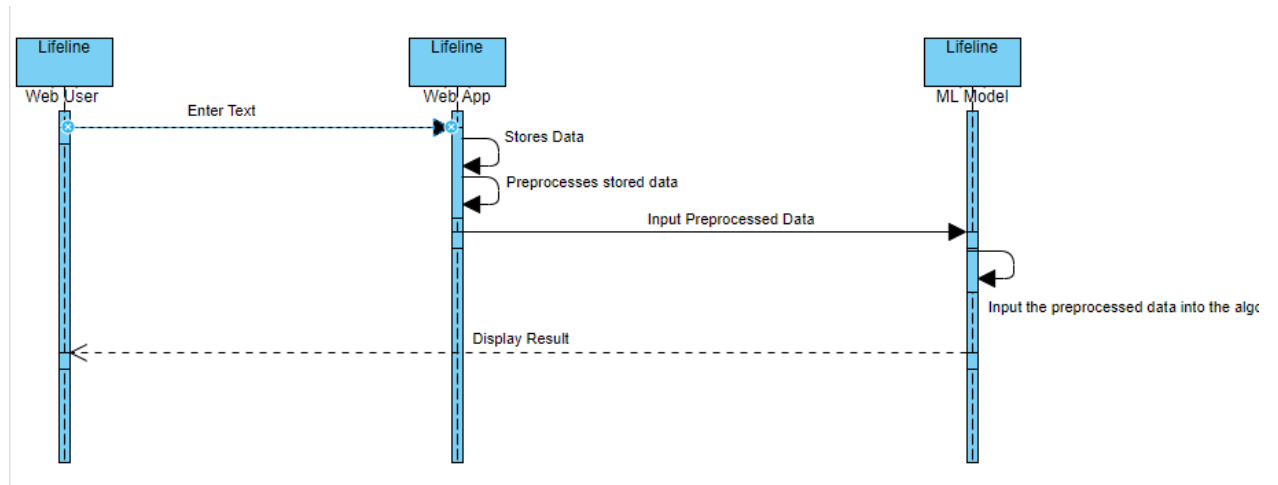 Lifeline
Lifeline
Lifeline
Web User
Web App
ML Model
Enter Text
Stores Data
Preprocesses stored data
Input Preprocessed Data
Input the preprocessed data into the algo
Display Result